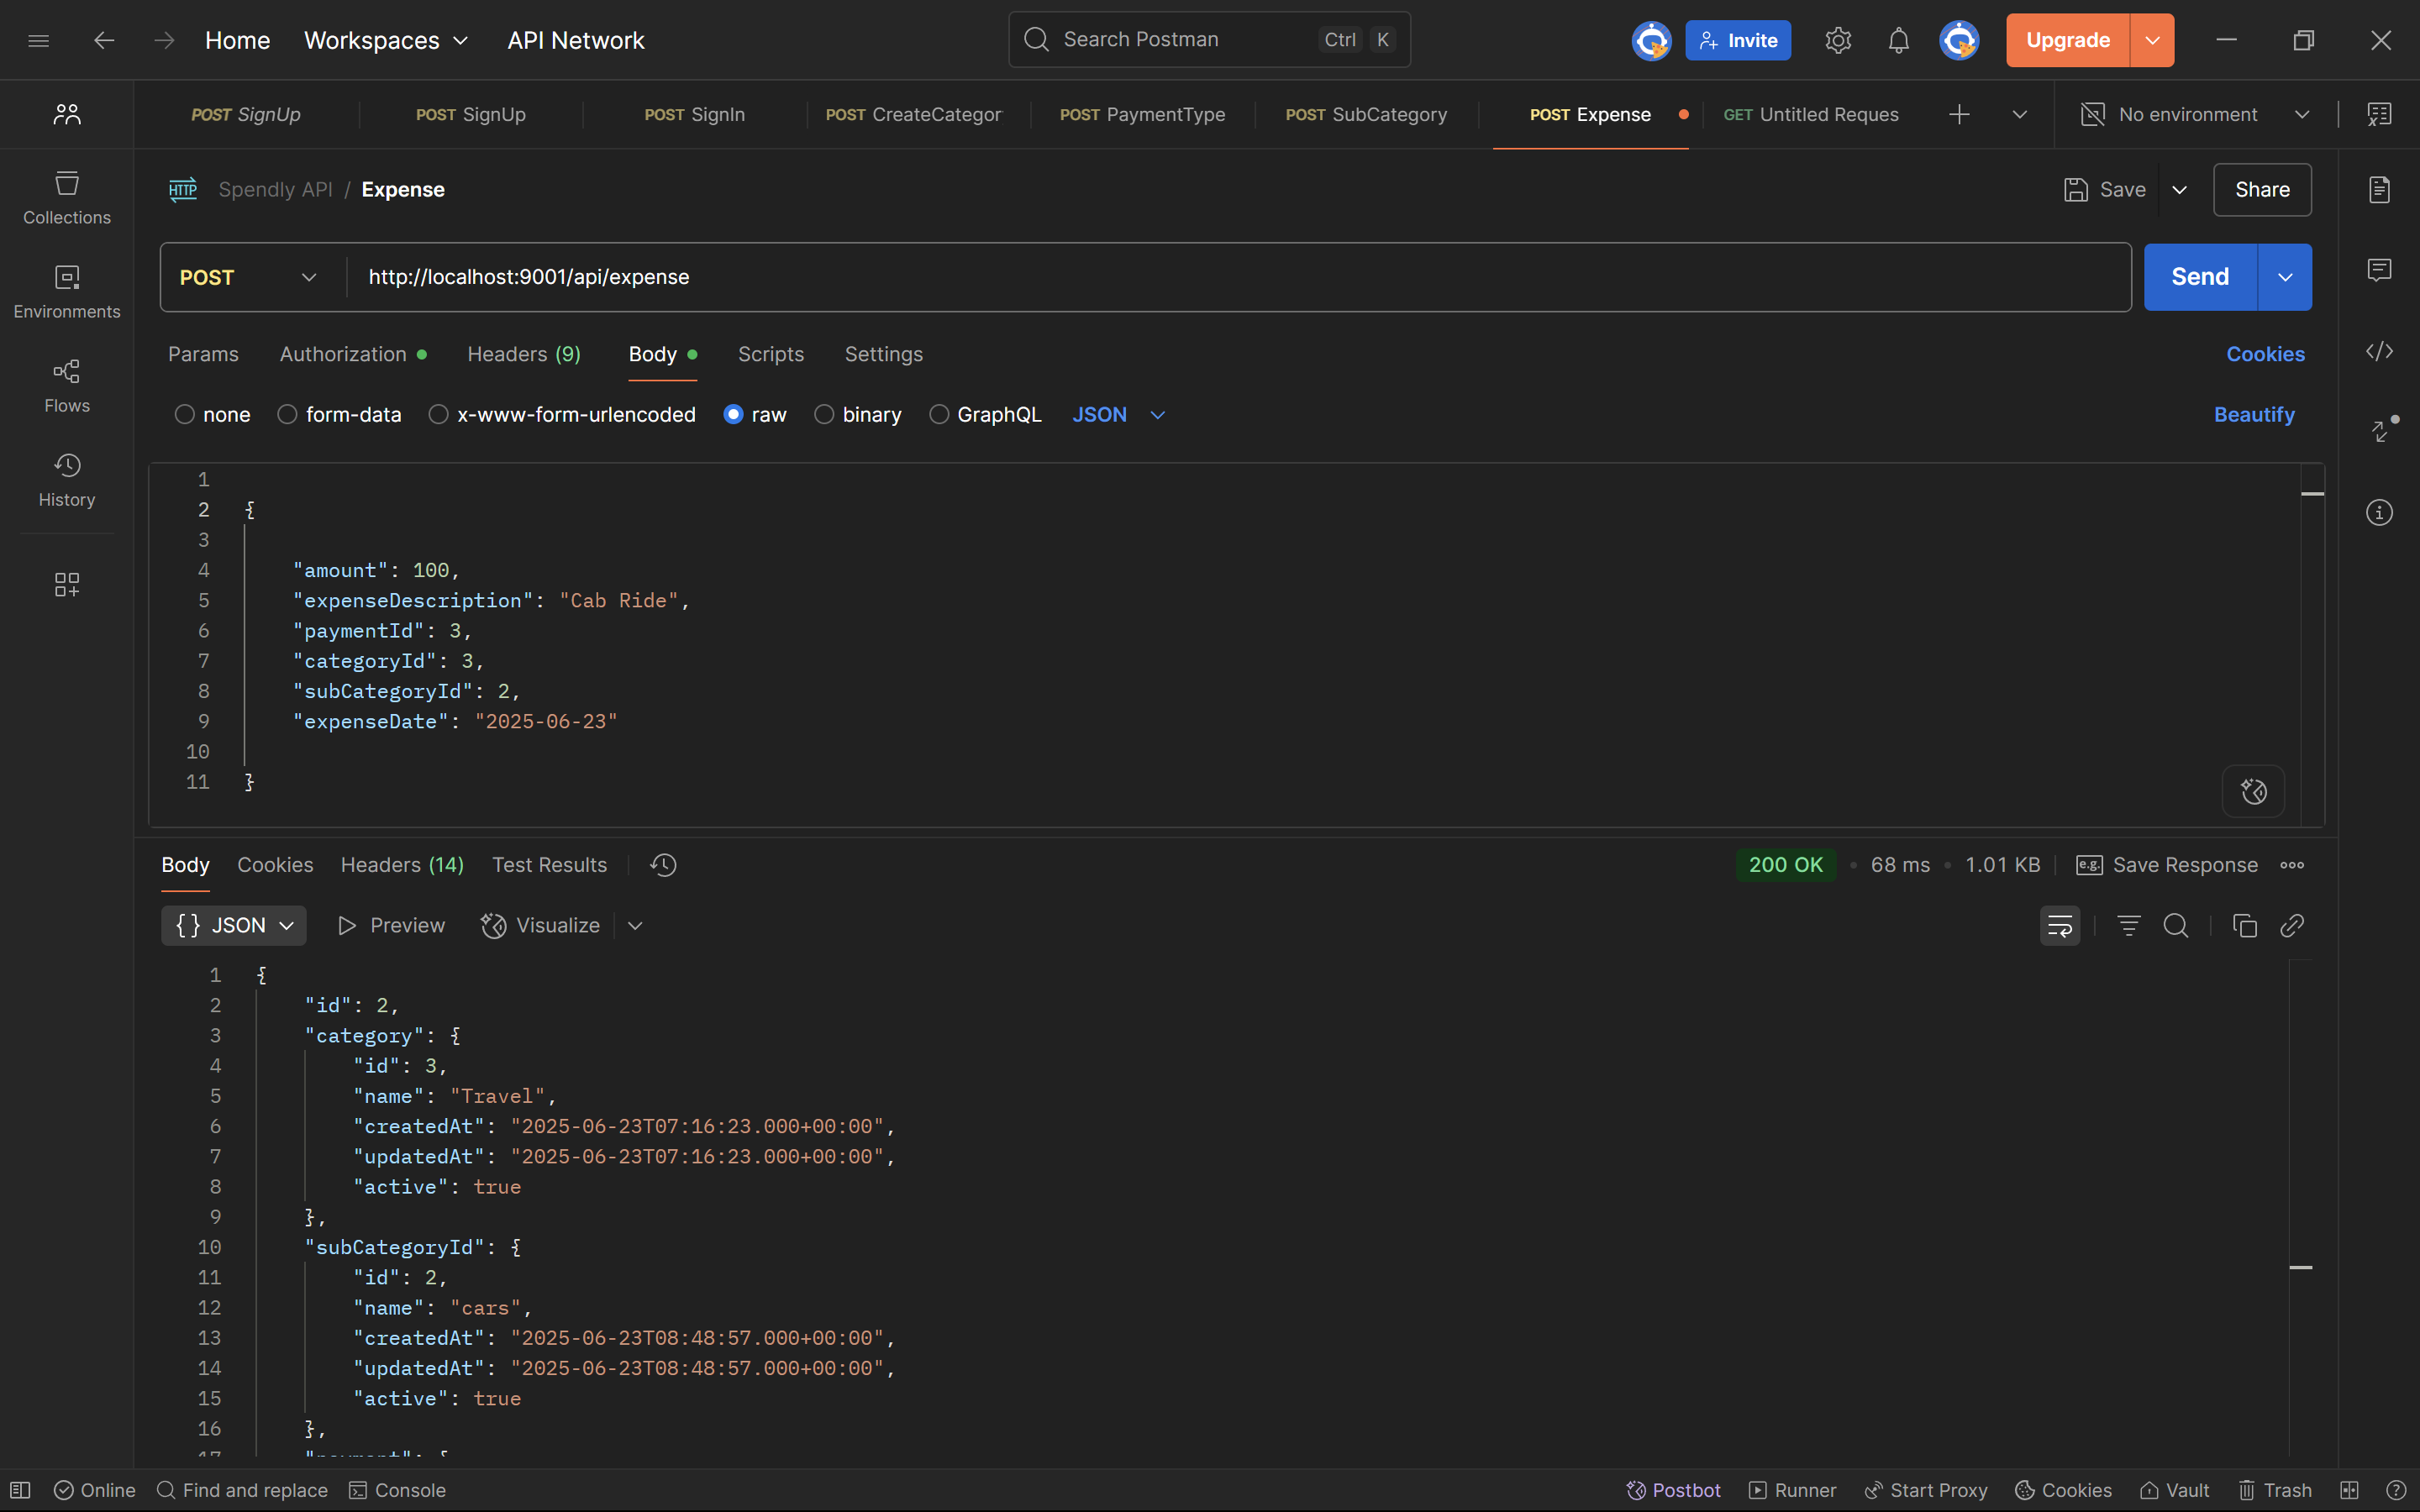 Home Workspaces API Network Search Postman Ctrl K Invite Upgrade
POST SignUp POST SignUp POST SignIn POST CreateCategor POST PaymentType POST SubCategory POST Expense GET Untitled Reques No environment
HTTP Spendly API / Expense Save Share
Collections
Environments
Flows
History
POST http://localhost:9001/api/expense Send
Params Authorization Headers (9) Body Scripts Settings Cookies
none form-data x-www-form-urlencoded raw binary GraphQL JSON Beautify
1
2 {
3
4 "amount": 100,
5 "expenseDescription": "Cab Ride",
6 "paymentId": 3,
7 "categoryId": 3,
8 "subCategoryId": 2,
9 "expenseDate": "2025-06-23"
10
11 }
Body Cookies Headers (14) Test Results 200 OK • 68 ms • 1.01 KB e.g. Save Response
{} JSON Preview Visualize
1 {
2 "id": 2,
3 "category": {
4 "id": 3,
5 "name": "Travel",
6 "createdAt": "2025-06-23T07:16:23.000+00:00",
7 "updatedAt": "2025-06-23T07:16:23.000+00:00",
8 "active": true
9 },
10 "subCategoryId": {
11 "id": 2,
12 "name": "cars",
13 "createdAt": "2025-06-23T08:48:57.000+00:00",
14 "updatedAt": "2025-06-23T08:48:57.000+00:00",
15 "active": true
16 },
Online Find and replace Console Postbot Runner Start Proxy Cookies Vault Trash